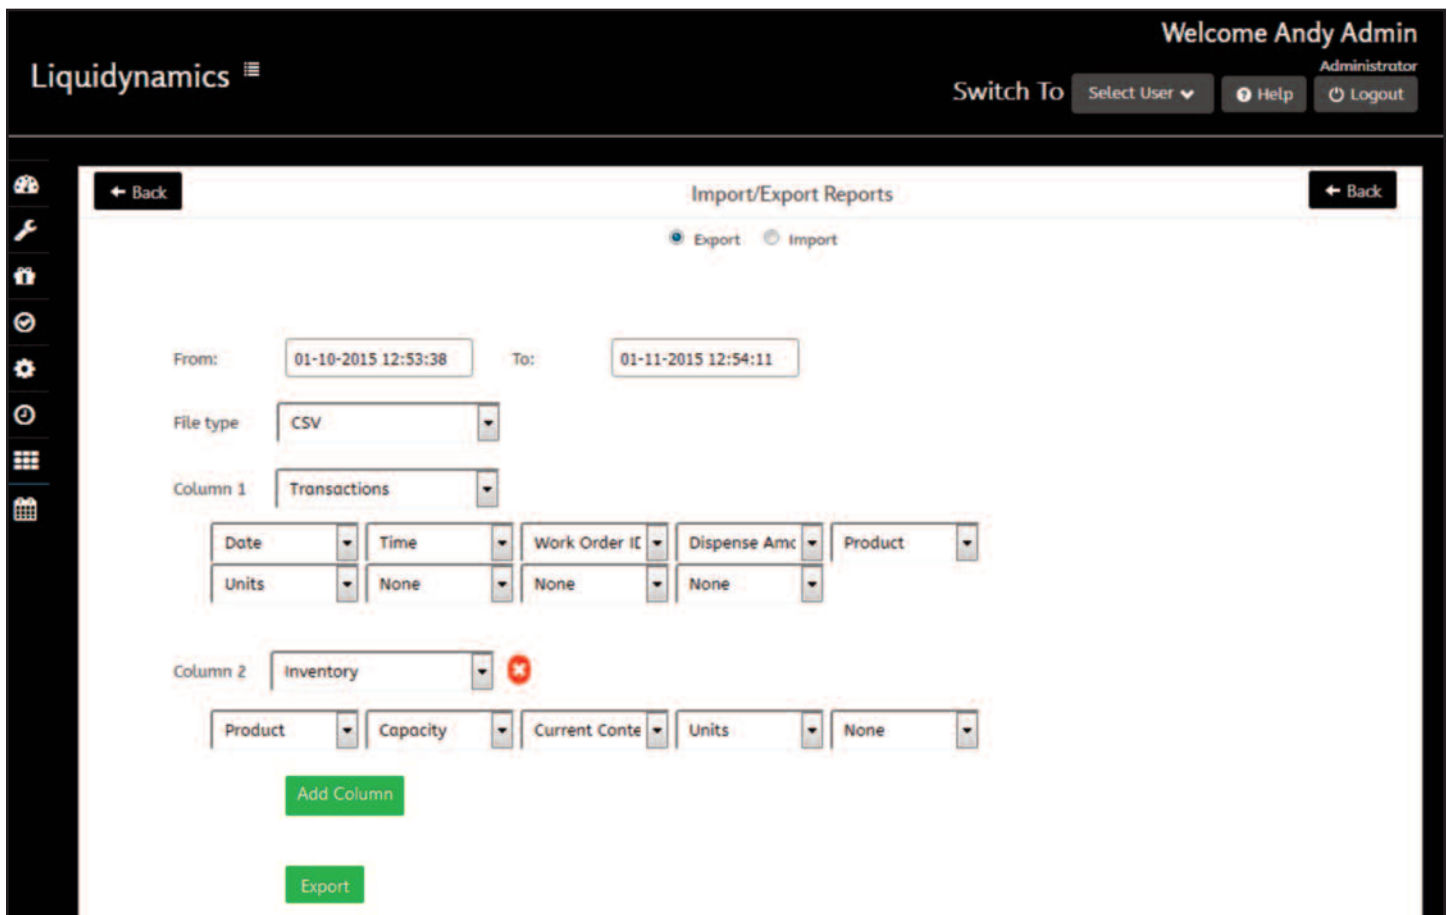 Welcome Andy Admin
Liquidynamics
Administrator
Switch To Select User Help Logout
Back Import/Export Reports Back
Export Import
From: 01-10-2015 12:53:38 To: 01-11-2015 12:54:11
File type CSV
Column 1 Transactions
Date Time Work Order ID Dispense Amo Product
Units None None None
Column 2 Inventory
Product Capacity Current Conte Units None
Add Column
Export